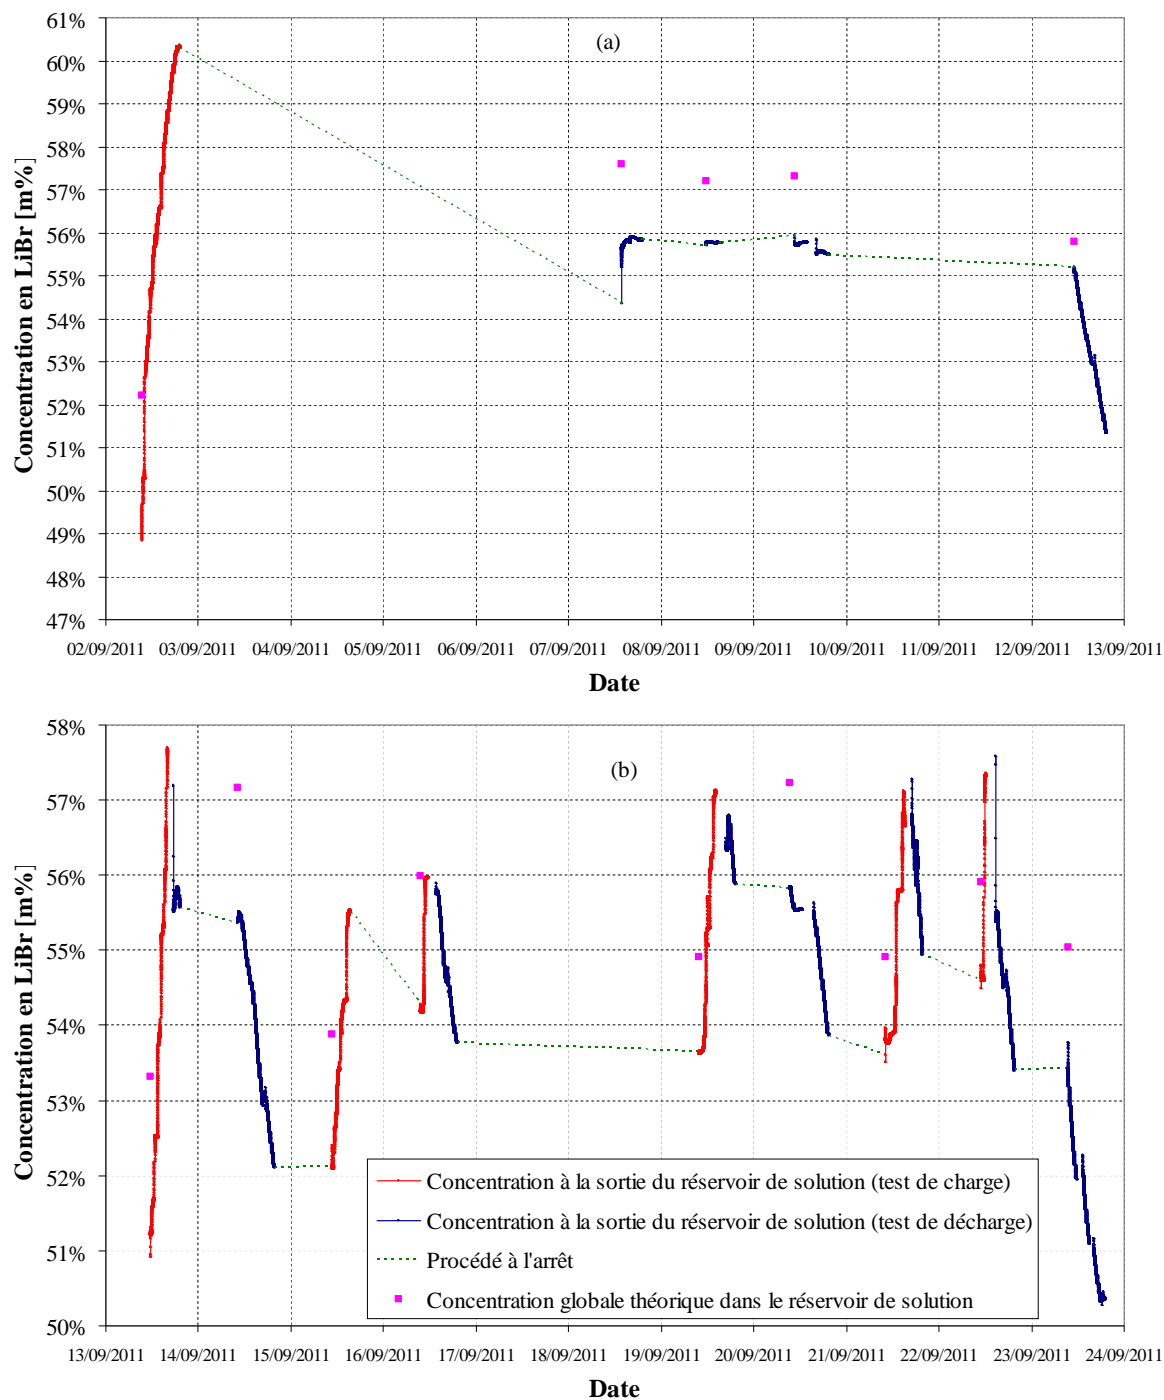 61%
(a)
60%
59%
58%
57%
56%
55%
54%
53%
52%
51%
50%
49%
48%
47%
Concentration en LiBr [m%]
02/09/2011 03/09/2011 04/09/2011 05/09/2011 06/09/2011 07/09/2011 08/09/2011 09/09/2011 10/09/2011 11/09/2011 12/09/2011 13/09/2011
Date
58%
(b)
57%
56%
55%
54%
53%
52%
51%
50%
Concentration en LiBr [m%]
Concentration à la sortie du réservoir de solution (test de charge)
Concentration à la sortie du réservoir de solution (test de décharge)
Procédé à l'arrêt
Concentration globale théorique dans le réservoir de solution
13/09/2011 14/09/2011 15/09/2011 16/09/2011 17/09/2011 18/09/2011 19/09/2011 20/09/2011 21/09/2011 22/09/2011 23/09/2011 24/09/2011
Date